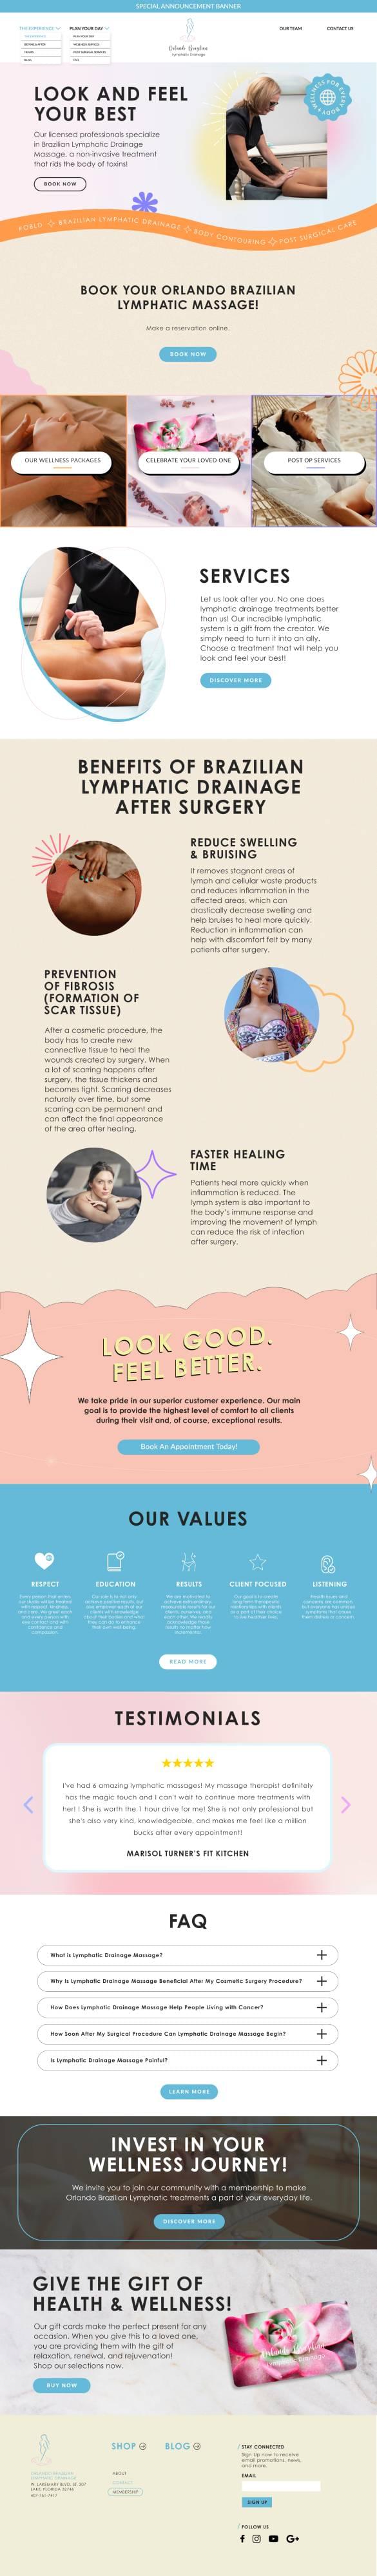 SPECIAL ANNOUNCEMENT BANNER
THE EXPERIENCE
PLAN YOUR DAY
OUR TEAM
CONTACT US
BEFORE & AFTER
BLOG
FAQ
Orlando Brazilian
Lymphatic Drainage
LOOK AND FEEL
YOUR BEST
Our licensed professionals specialize
in Brazilian Lymphatic Drainage
Massage, a non-invasive treatment
that rids the body of toxins!
BOOK NOW
WELLNESS FOR EVERY BODY
BRAZILIAN LYMPHATIC DRAINAGE
BODY CONTOURING
POST SURGICAL CARE
BOOK YOUR ORLANDO BRAZILIAN
LYMPHATIC MASSAGE!
Make a reservation online.
BOOK NOW
OUR WELLNESS PACKAGES
CELEBRATE YOUR LOVED ONE
POST OP SERVICES
SERVICES
Let us look after you. No one does
lymphatic drainage treatments better
than us! Our incredible lymphatic
system is a gift from the creator. We
simply need to turn it into an ally.
Choose a treatment that will help you
look and feel your best!
DISCOVER MORE
BENEFITS OF BRAZILIAN
LYMPHATIC DRAINAGE
AFTER SURGERY
REDUCE SWELLING
& BRUISING
It removes stagnant areas of
lymph and cellular waste products
and reduces inflammation in the
affected areas, which can
drastically decrease swelling and
help bruises to heal more quickly.
Reduction in inflammation can
help with discomfort felt by many
patients after surgery.
PREVENTION
OF FIBROSIS
(FORMATION OF
SCAR TISSUE)
After a cosmetic procedure, the
body has to create new
connective tissue to heal the
wounds created by surgery. When
a lot of scarring happens after
surgery, the tissue thickens and
becomes tight. Scarring decreases
naturally over time, but some
scarring can be permanent and
can affect the final appearance
of the area after healing.
FASTER HEALING
TIME
Patients heal more quickly when
inflammation is reduced. The
lymph system is also important to
the body's immune response and
improving the movement of lymph
can reduce the risk of infection
after surgery.
LOOK GOOD.
FEEL BETTER.
We take pride in our superior customer experience. Our main
goal is to provide the highest level of comfort to all clients
during their visit and, of course, exceptional results.
Book An Appointment Today!
OUR VALUES
RESPECT
EDUCATION
RESULTS
CLIENT FOCUSED
LISTENING
READ MORE
TESTIMONIALS
I've had 6 amazing lymphatic massages! My massage therapist definitely
has the magic touch and I can't wait to continue more treatments with
her! ! She is worth the 1 hour drive for me! She is not only professional but
she's also very kind, knowledgeable, and makes me feel like a million
bucks after every appointment!
MARISOL TURNER'S FIT KITCHEN
FAQ
What Is Lymphatic Drainage Massage?
Why Is Lymphatic Drainage Massage Beneficial After My Cosmetic Surgery Procedure?
How Does Lymphatic Drainage Massage Help People Living with Cancer?
How Soon After My Surgical Procedure Can Lymphatic Drainage Massage Begin?
Is Lymphatic Drainage Massage Painful?
LEARN MORE
INVEST IN YOUR
WELLNESS JOURNEY!
We invite you to join our community with a membership to make
Orlando Brazilian Lymphatic treatments a part of your everyday life.
DISCOVER MORE
GIVE THE GIFT OF
HEALTH & WELLNESS!
Our gift cards make the perfect present for any
occasion. When you give this to a loved one,
you are providing them with the gift of
relaxation, renewal, and rejuvenation!
Shop our selections now.
BUY NOW
Orlando Brazilian
SHOP
BLOG
ABOUT
CONTACT
MEMBERSHIP
/ STAY CONNECTED
Sign Up now to receive
email promotions, news,
and more.
EMAIL
SIGN UP
/ FOLLOW US